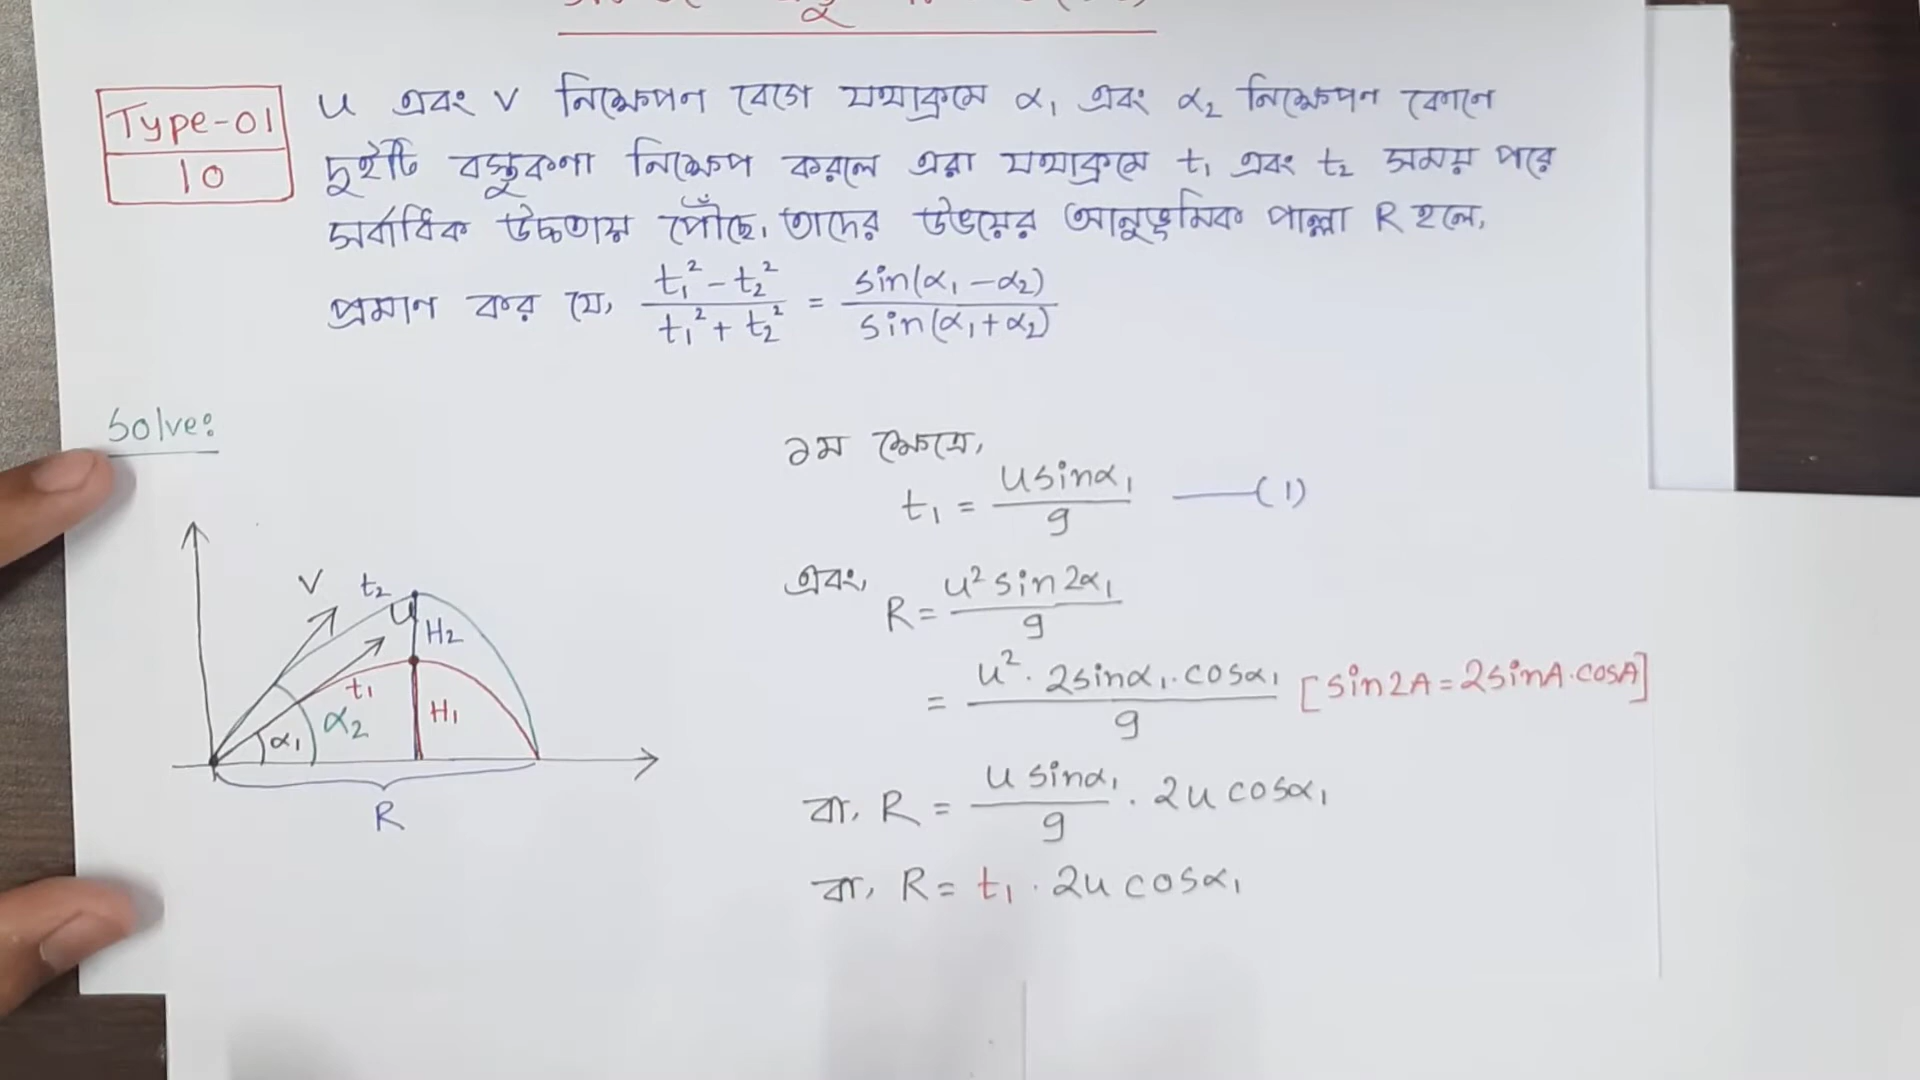 Type-01
10
u এবং v নিক্ষেপন বেগে যথাক্রমে α₁ এবং α₂ নিক্ষেপন কোনে
দুইটি বস্তুকণা নিক্ষেপ করলে এরা যথাক্রমে t₁ এবং t₂ সময় পরে
সর্বাধিক উচ্চতায় পৌঁছে, তাদের উভয়ের আনুভূমিক পাল্লা R হলে,
প্রমান কর যে, (t₁² - t₂²)/(t₁² + t₂²) = sin(α₁ - α₂)/sin(α₁ + α₂)
Solve:
V t₂ u H₂
t₁ H₁
α₁ α₂
R
১ম ক্ষেত্রে,
t₁ = u sinα₁/g ——(1)
এবং, R = u² sin2α₁/g
= u². 2sinα₁. cosα₁/g [sin2A = 2sinA.cosA]
বা, R = u sinα₁/g . 2u cosα₁
বা, R = t₁ . 2u cosα₁